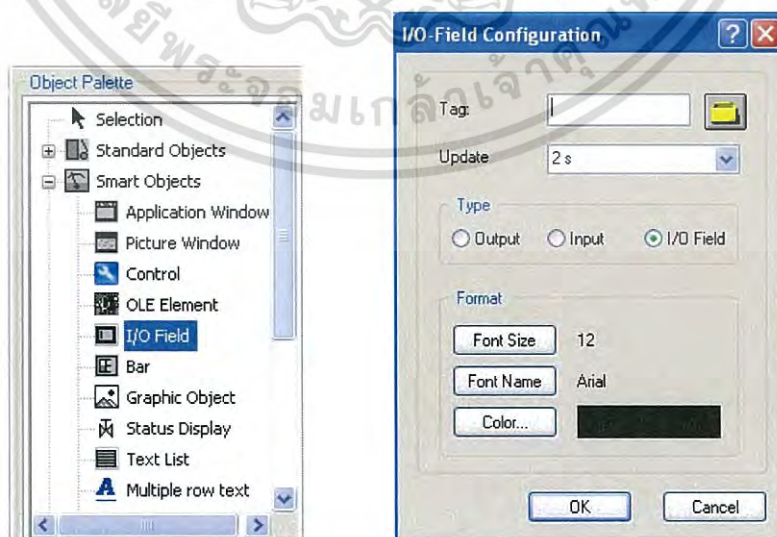 Object Palette
Selection
Standard Objects
Smart Objects
Application Window
Picture Window
Control
OLE Element
I/O Field
Bar
Graphic Object
Status Display
Text List
Multiple row text
I/O-Field Configuration
Tag:
Update 2 s
Type
Output Input I/O Field
Format
Font Size 12
Font Name Arial
Color...
OK Cancel